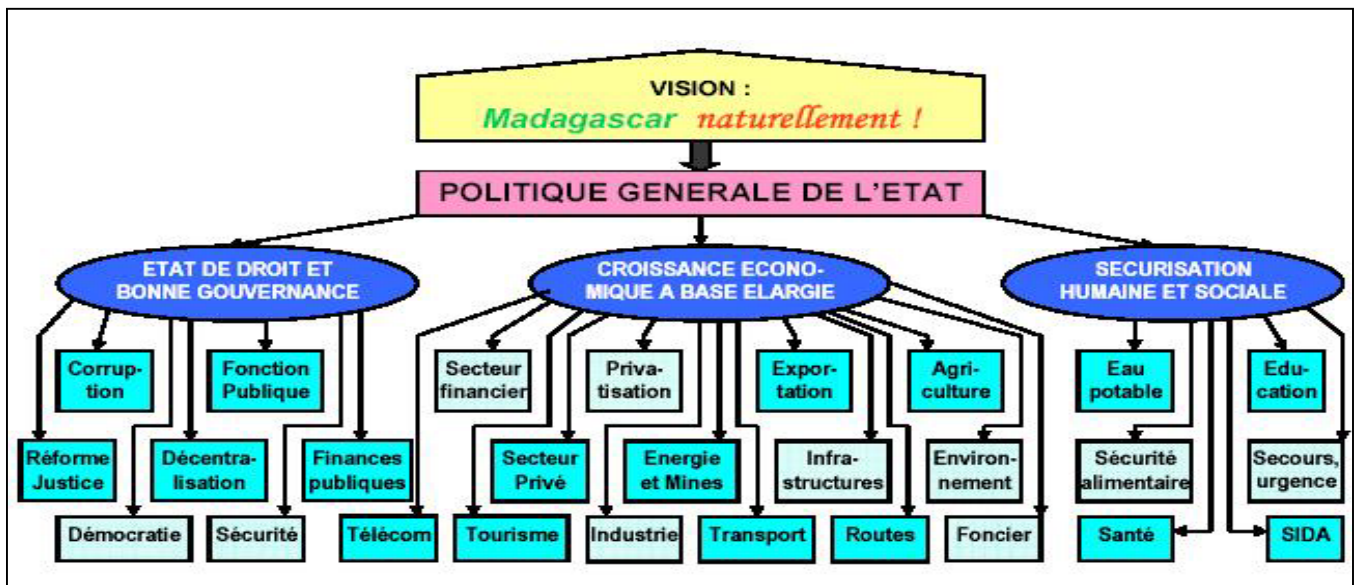 VISION :
Madagascar naturellement !
POLITIQUE GENERALE DE L'ETAT
ETAT DE DROIT ET
BONNE GOUVERNANCE
CROISSANCE ECONO-
MIQUE A BASE ELARGIE
SECURISATION
HUMAINE ET SOCIALE
Corrup-
tion
Fonction
Publique
Secteur
financier
Priva-
tisation
Expor-
tation
Agri-
culture
Eau
potable
Edu-
cation
Réforme
Justice
Décentra-
lisation
Finances
publiques
Secteur
Privé
Energie
et Mines
Infra-
structures
Environ-
nement
Sécurité
alimentaire
Secours,
urgence
Démocratie
Sécurité
Télécom
Tourisme
Industrie
Transport
Routes
Foncier
Santé
SIDA